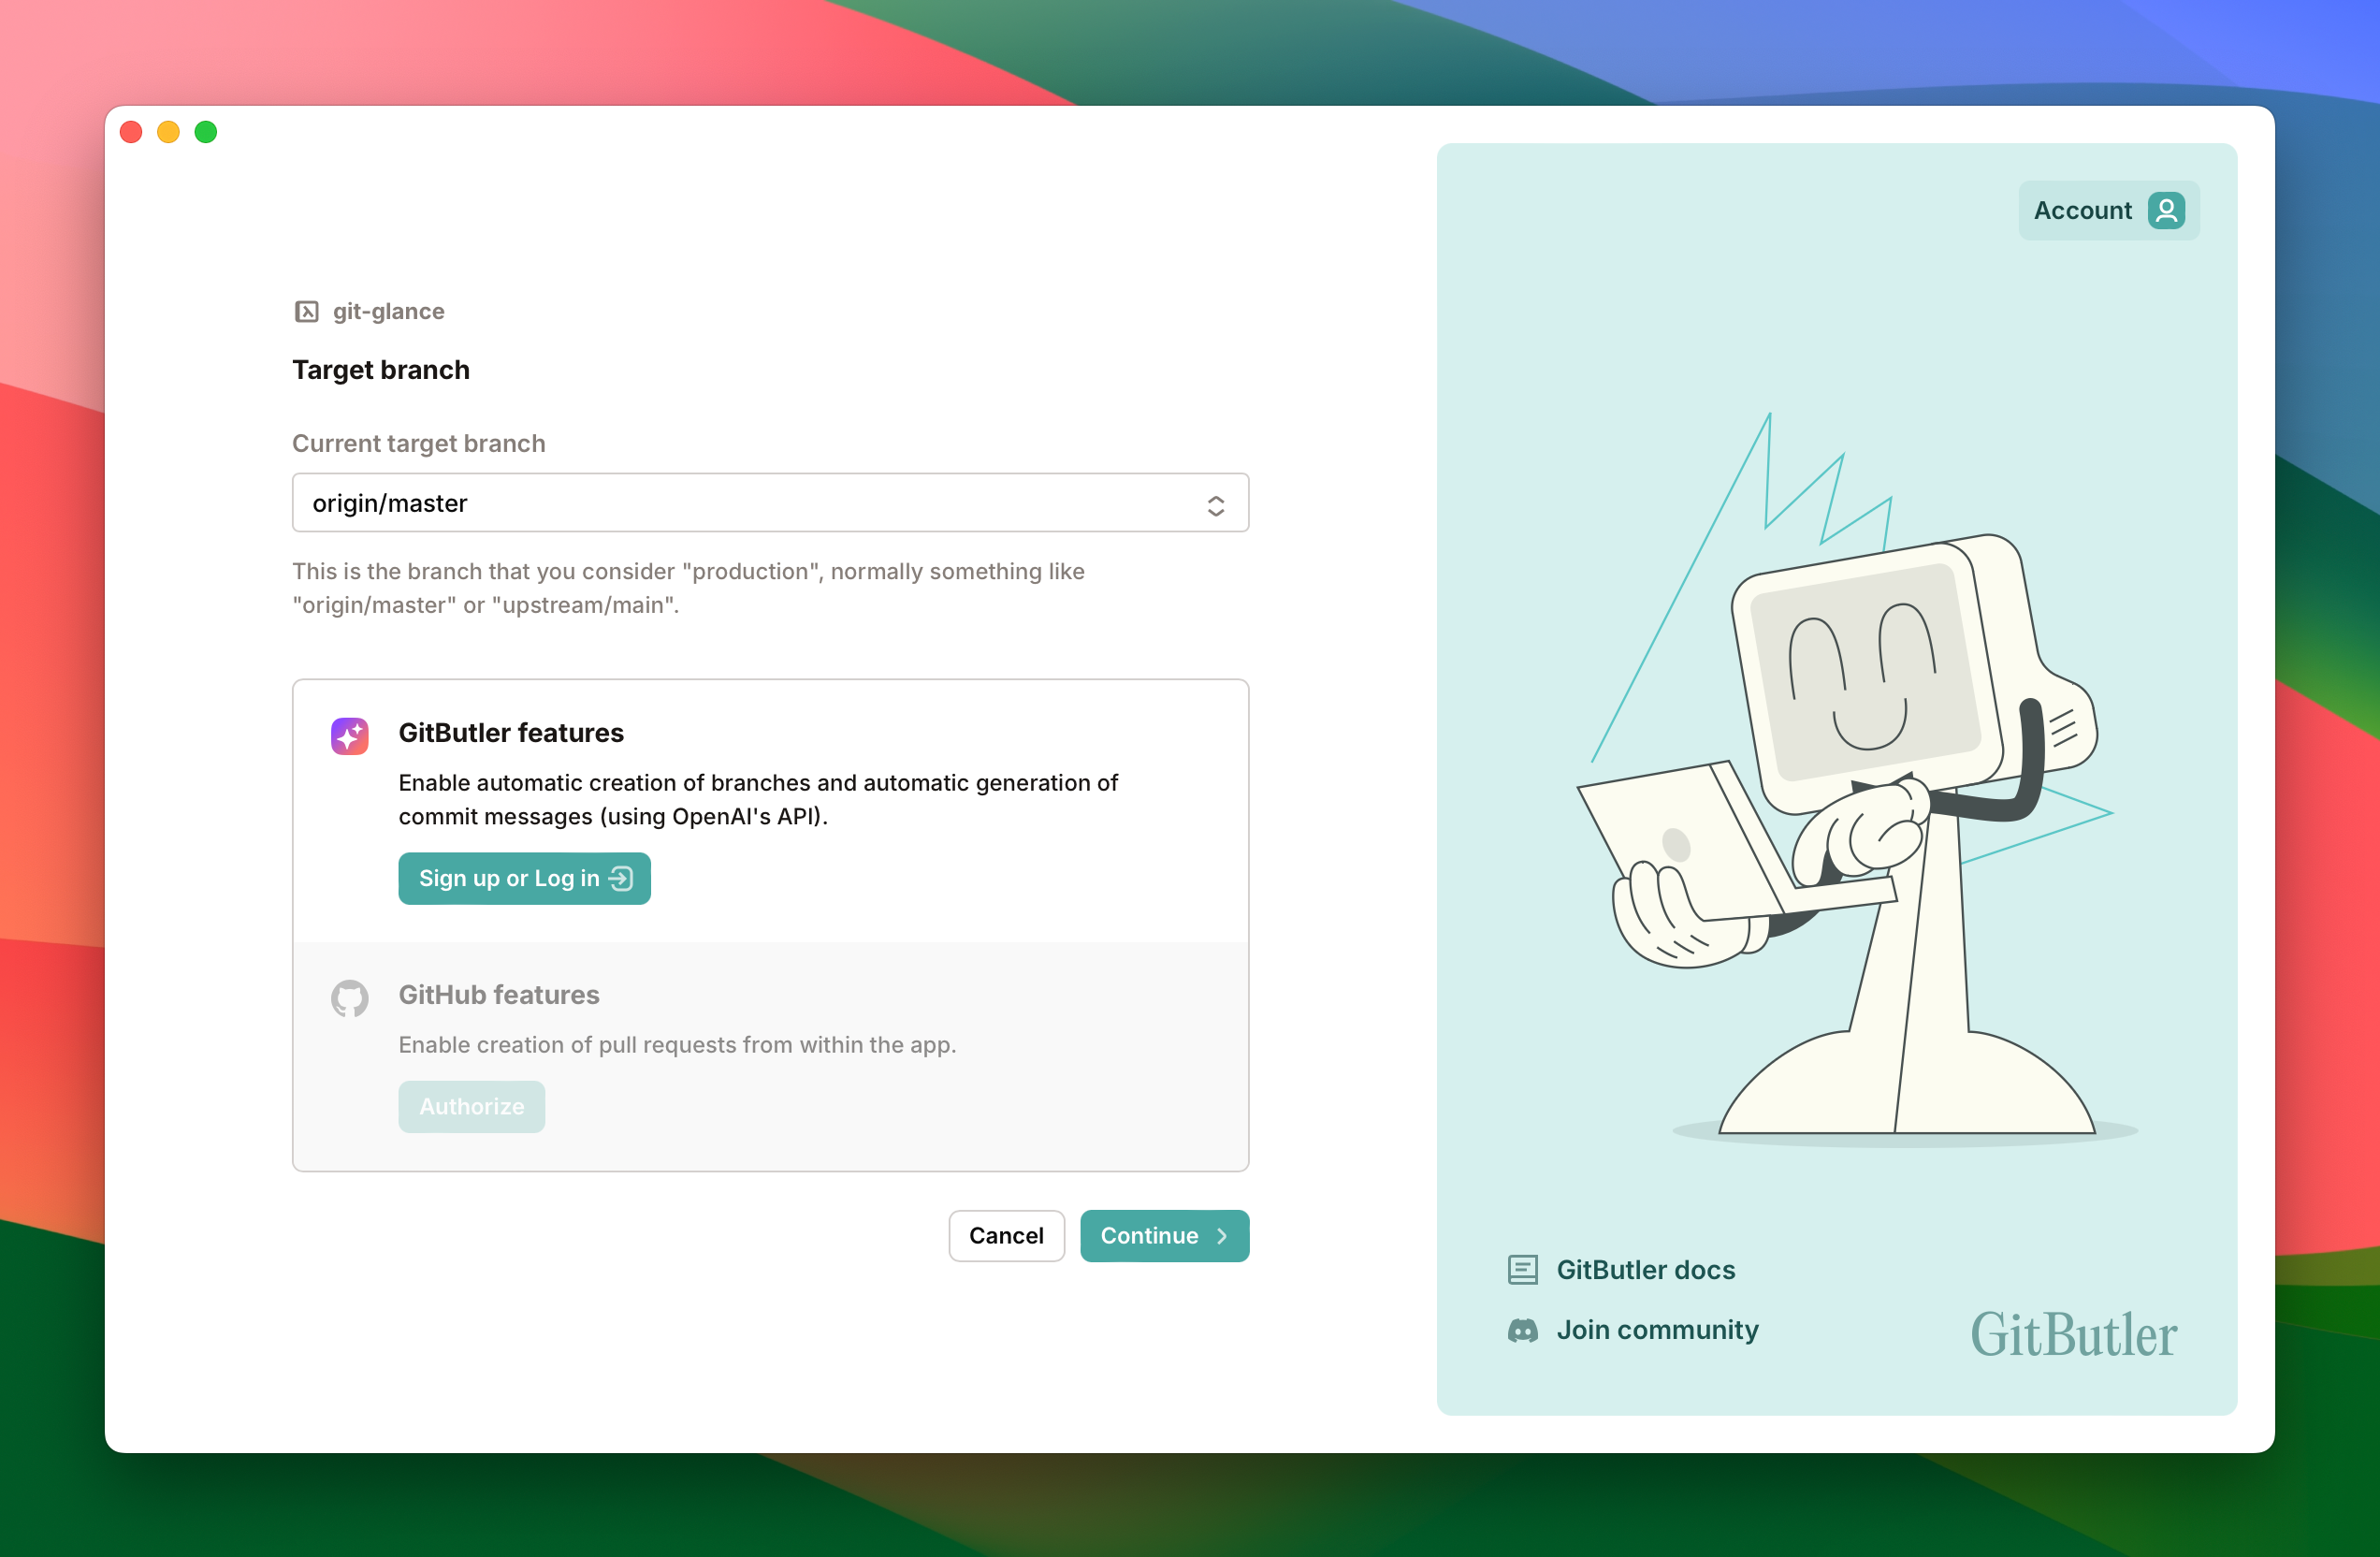 git-glance
Target branch
Current target branch
origin/master
This is the branch that you consider "production", normally something like
"origin/master" or "upstream/main".
GitButler features
Enable automatic creation of branches and automatic generation of
commit messages (using OpenAI's API).
Sign up or Log in
GitHub features
Enable creation of pull requests from within the app.
Authorize
Cancel
Continue
Account
GitButler docs
Join community
GitButler